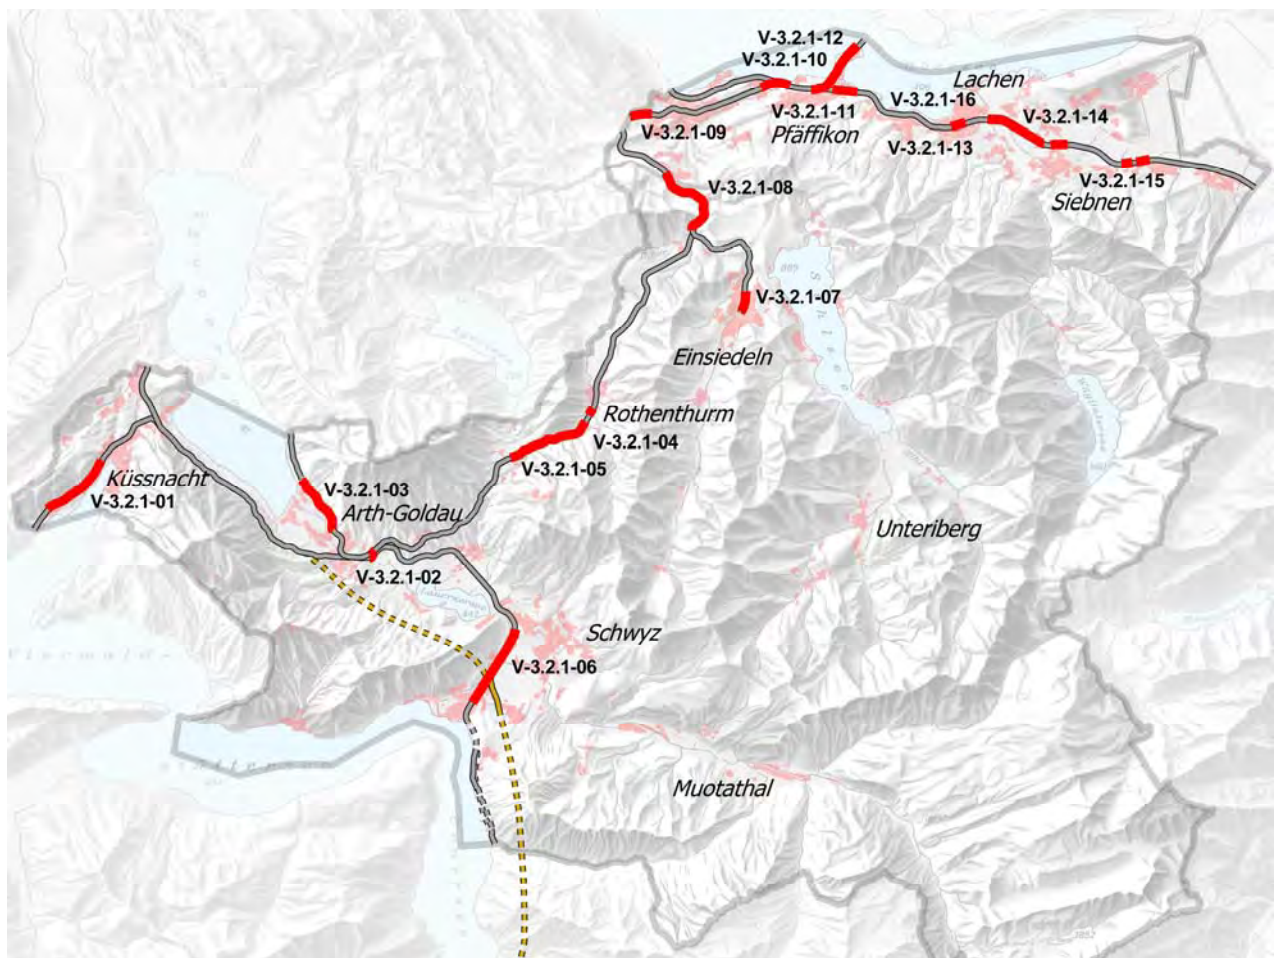 V-3.2.1-12
V-3.2.1-10
Lachen
V-3.2.1-16
V-3.2.1-11
V-3.2.1-14
V-3.2.1-09
Pfäffikon
V-3.2.1-13
V-3.2.1-15
V-3.2.1-08
Siebnen
V-3.2.1-07
Einsiedeln
Rothenturm
V-3.2.1-04
V-3.2.1-05
Küssnacht
V-3.2.1-01
V-3.2.1-03
Arth-Goldau
Unteriberg
V-3.2.1-02
Schwyz
V-3.2.1-06
Muotathal